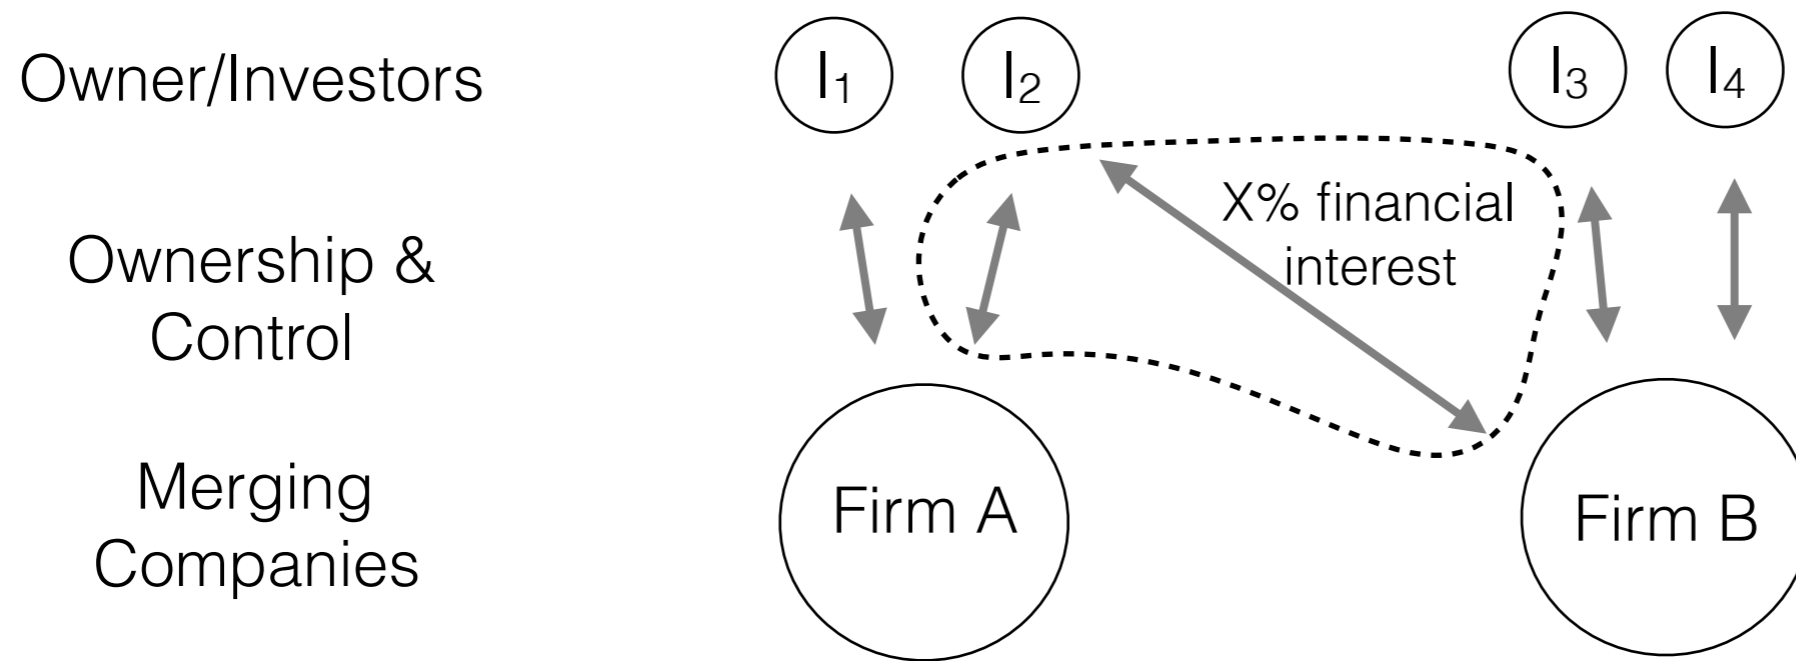 Owner/Investors
I₁
I₂
I₃
I₄
Ownership &
Control
X% financial
interest
Merging
Companies
Firm A
Firm B